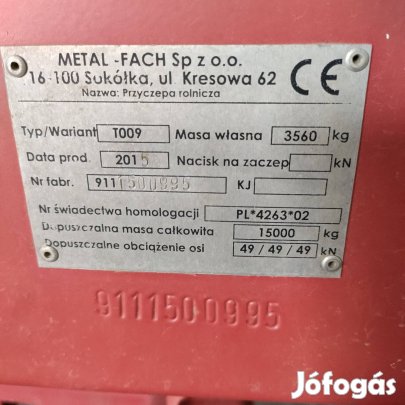 METAL -FACH Sp z o.o.
16-100 Sokółka, ul Kresowa 62
CE
Nazwa: Przyczepa rolnicza
Typ/Wariant T009 Masa własna 3560 kg
Data prod. 2015 Nacisk na zaczep kN
Nr fabr. 9111500995 KJ
Nr świadectwa homologacji PL*4263*02
Dopuszczalna masa całkowita 15000 kg
Dopuszczalne obciążenie osi 49 / 49 / 49 kN
9111500995
Jófogás